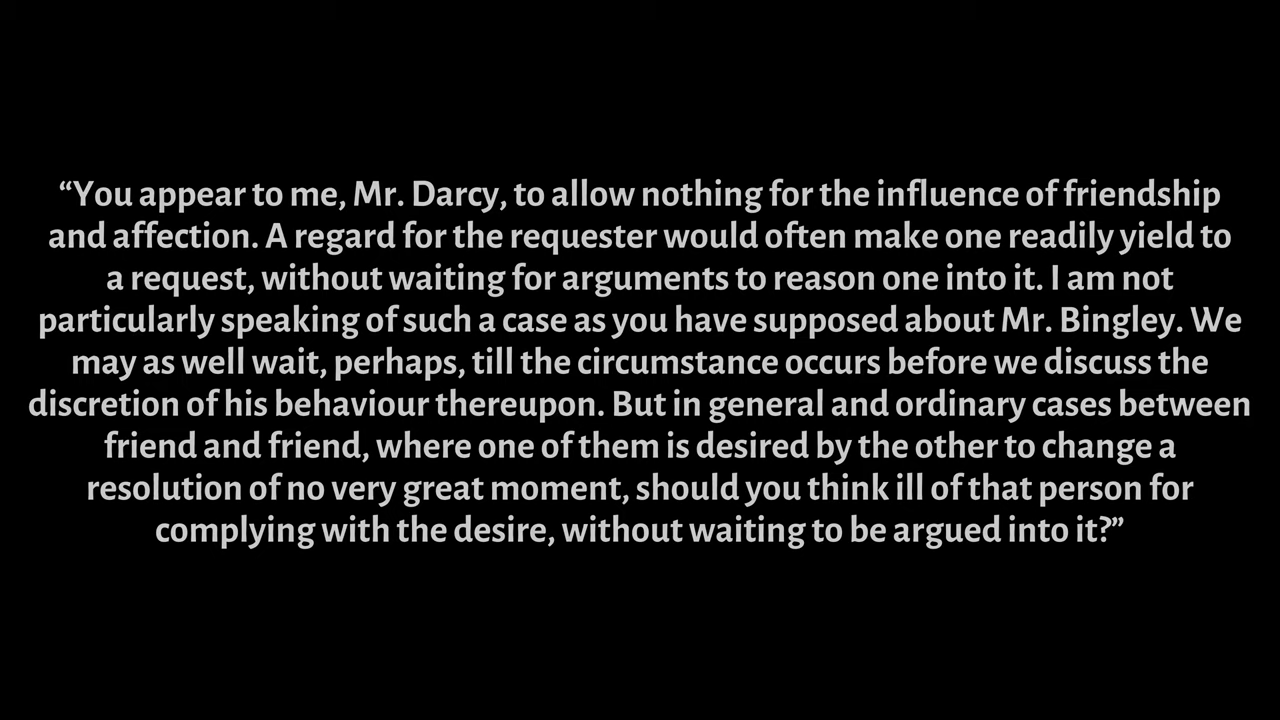 “You appear to me, Mr. Darcy, to allow nothing for the influence of friendship
and affection. A regard for the requester would often make one readily yield to
a request, without waiting for arguments to reason one into it. I am not
particularly speaking of such a case as you have supposed about Mr. Bingley. We
may as well wait, perhaps, till the circumstance occurs before we discuss the
discretion of his behaviour thereupon. But in general and ordinary cases between
friend and friend, where one of them is desired by the other to change a
resolution of no very great moment, should you think ill of that person for
complying with the desire, without waiting to be argued into it?”